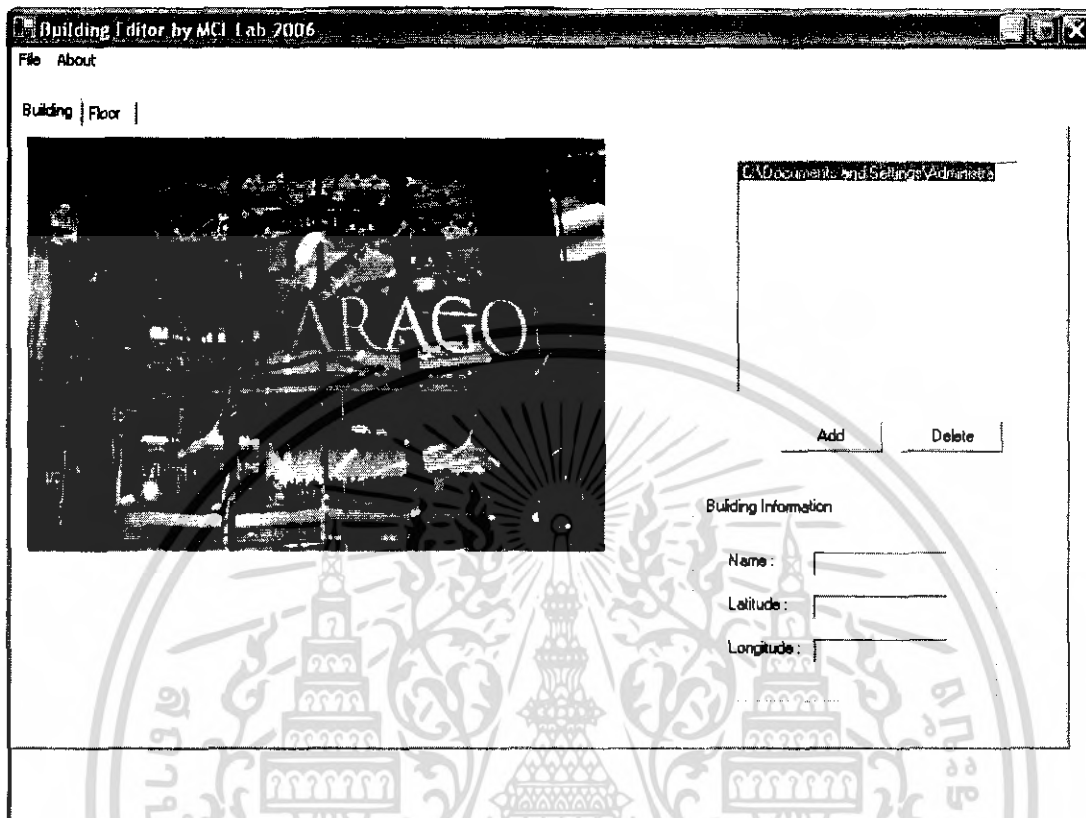 Building Editor by MCI Lab 2006
File About
Building Floor
ARAGO
C:\Documents and Settings\Administra
Add Delete
Building Information
Name :
Latitude :
Longitude :